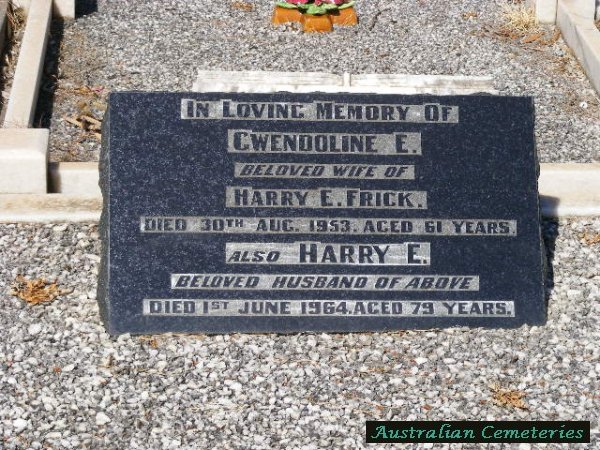 In Loving Memory Of
Gwendoline E.
BELOVED WIFE OF
Harry E. Frick.
Died 30th Aug. 1953. Aged 61 Years.
ALSO Harry E.
BELOVED HUSBAND OF ABOVE
Died 1st June 1964. Aged 79 Years.
Australian Cemeteries